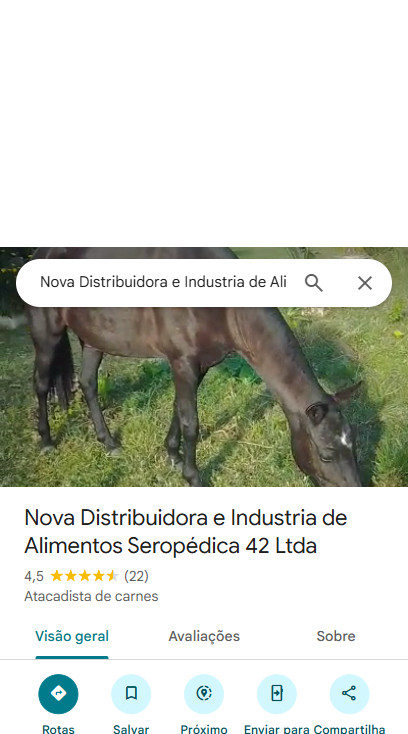 Nova Distribuidora e Industria de Ali
Nova Distribuidora e Industria de
Alimentos Seropédica 42 Ltda
4,5 (22)
Atacadista de carnes
Visão geral Avaliações Sobre
Rotas Salvar Próximo Enviar para Compartilha